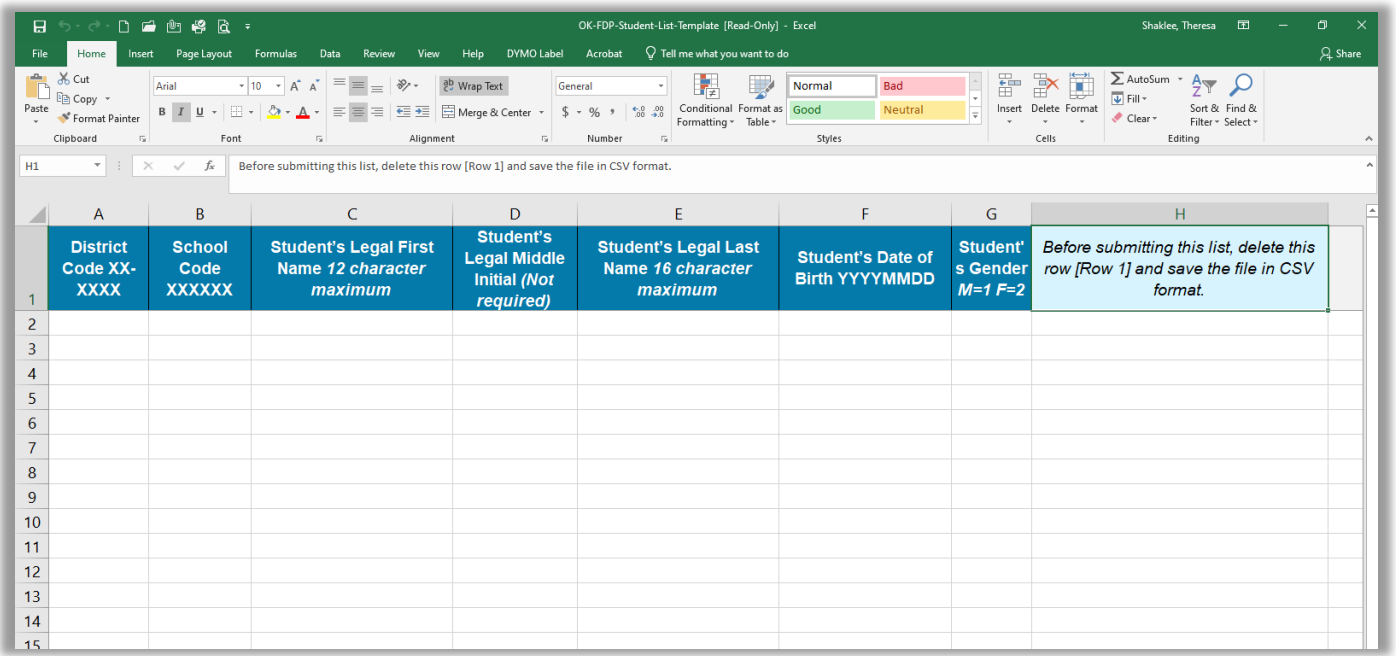 OK-FDP-Student-List-Template [Read-Only] - Excel
Shaklee, Theresa
File Home Insert Page Layout Formulas Data Review View Help DYMO Label Acrobat Tell me what you want to do Share
Cut
Copy
Format Painter
Paste
Clipboard
Arial 10 A A
B I U A
Font
Wrap Text
Merge & Center
Alignment
General
$ % , .00 .0
Number
Conditional Formatting
Format as Table
Normal Bad
Good Neutral
Styles
Insert Delete Format
Cells
AutoSum
Fill
Clear
Sort & Filter
Find & Select
Editing
H1 fx Before submitting this list, delete this row [Row 1] and save the file in CSV format.
A B C D E F G H
1
District
Code XX-
XXXX
School
Code
XXXXXX
Student's Legal First
Name 12 character
maximum
Student's
Legal Middle
Initial (Not
required)
Student's Legal Last
Name 16 character
maximum
Student's Date of
Birth YYYYMMDD
Student'
s Gender
M=1 F=2
Before submitting this list, delete this
row [Row 1] and save the file in CSV
format.
2
3
4
5
6
7
8
9
10
11
12
13
14
15